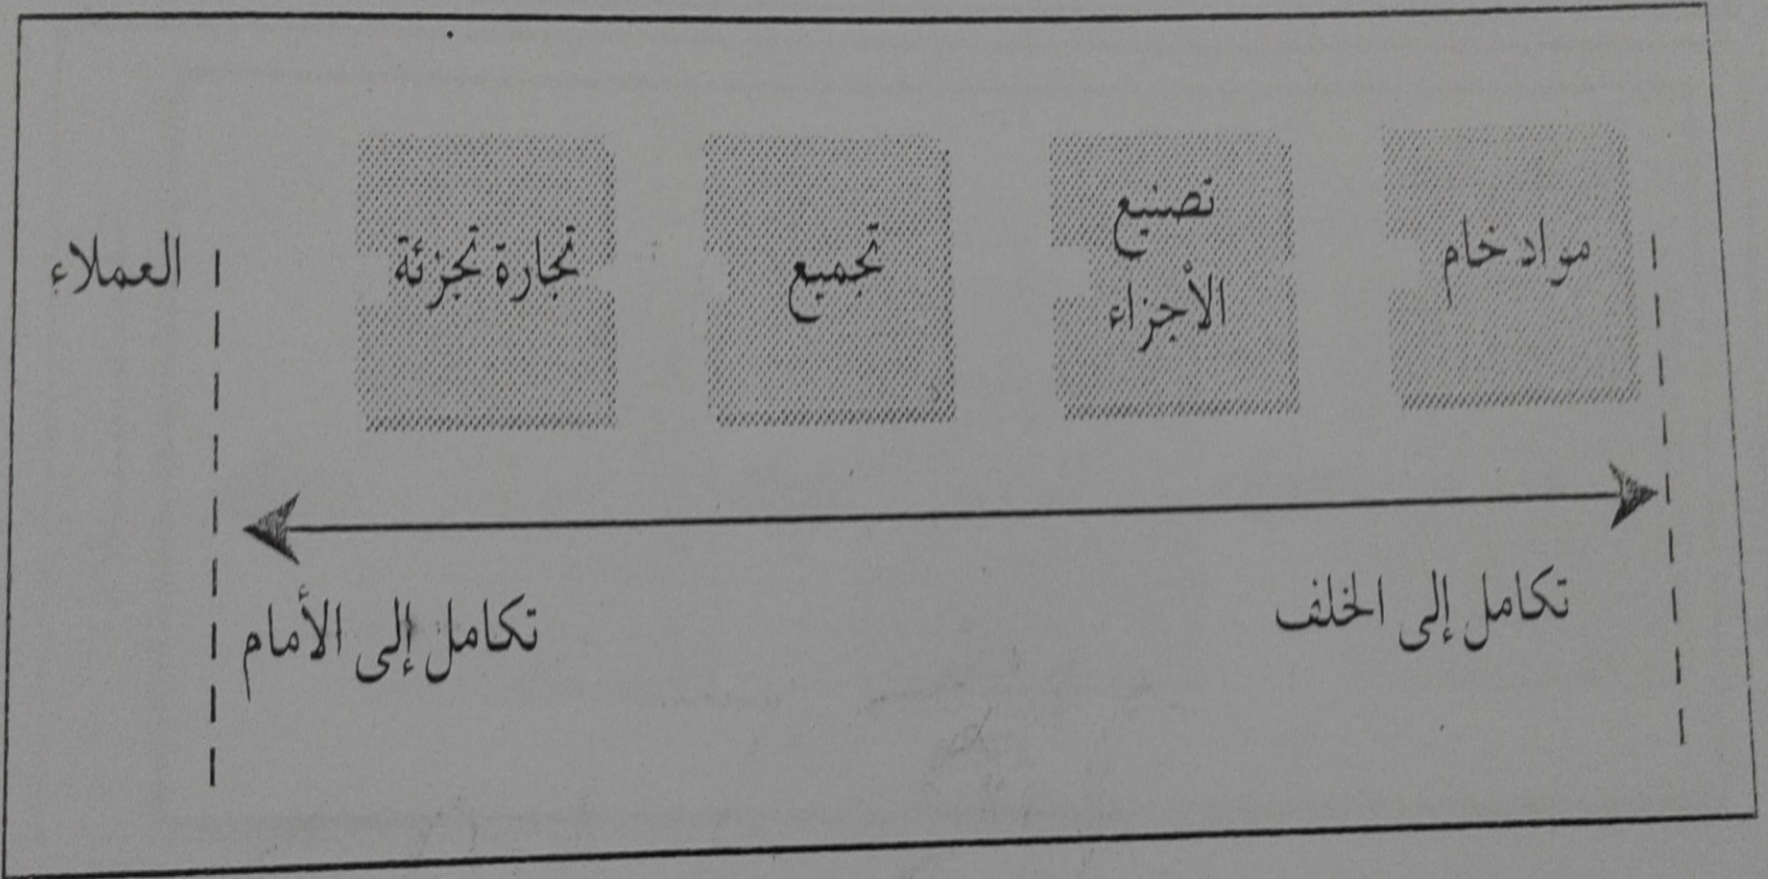 مواد خام
تصنيع
الأجزاء
تجميع
تجارة تجزئة
العملاء
تكامل إلى الخلف
تكامل إلى الأمام